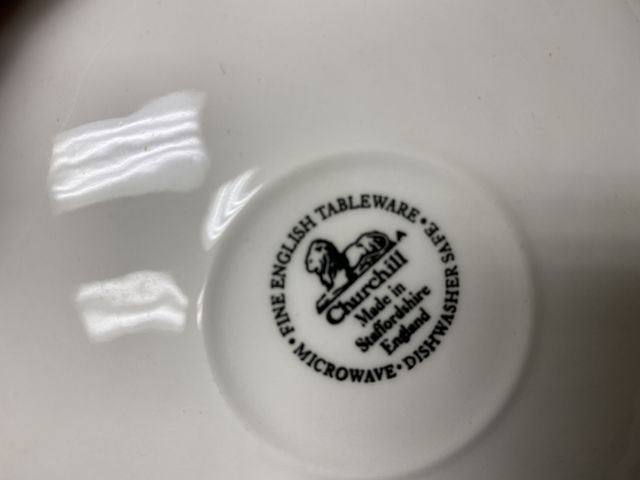 • FINE ENGLISH TABLEWARE •
DISHWASHER SAFE •
MICROWAVE •
A
Churchill
Made in
Staffordshire
England